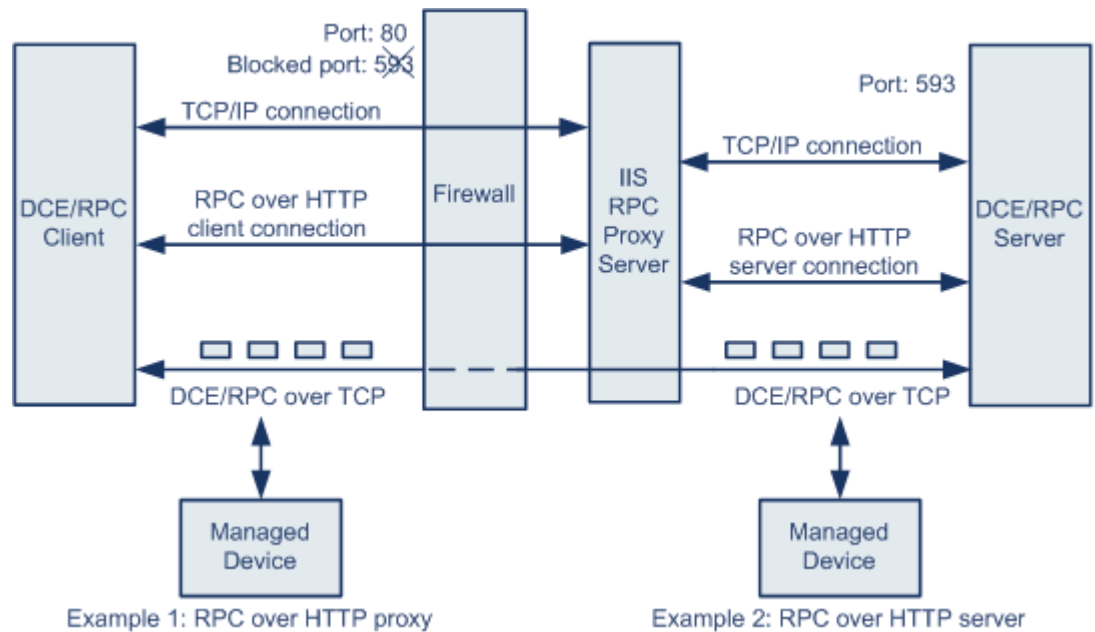 Port: 80
Blocked port: 593
Port: 593
TCP/IP connection
TCP/IP connection
DCE/RPC
Client
RPC over HTTP
client connection
Firewall
IIS
RPC
Proxy
Server
RPC over HTTP
server connection
DCE/RPC
Server
DCE/RPC over TCP
DCE/RPC over TCP
Managed
Device
Managed
Device
Example 1: RPC over HTTP proxy
Example 2: RPC over HTTP server